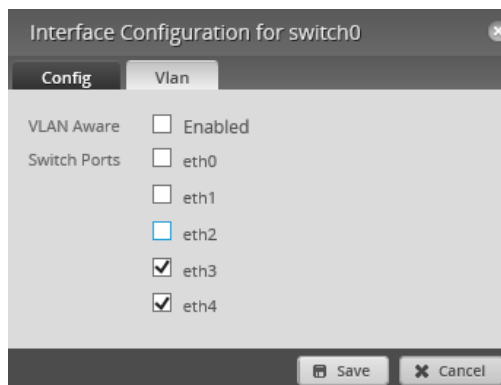 Interface Configuration for switch0
Config Vlan
VLAN Aware Enabled
Switch Ports eth0
eth1
eth2
eth3
eth4
Save Cancel